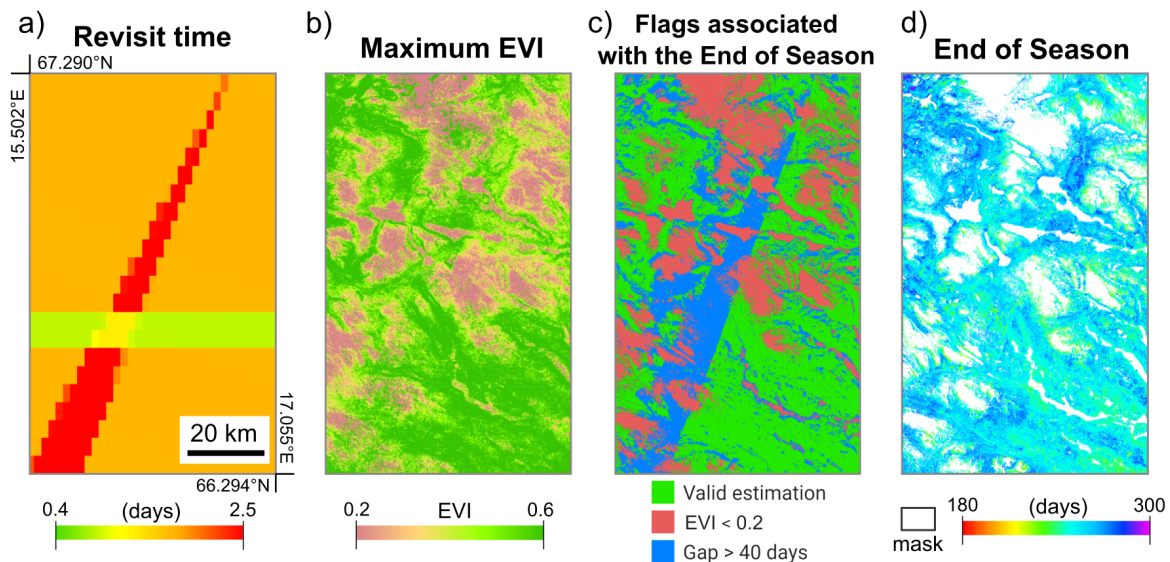 a) Revisit time
67.290°N
15.502°E
20 km
17.055°E
66.294°N
0.4 (days) 2.5
b) Maximum EVI
0.2 EVI 0.6
c) Flags associated
with the End of Season
Valid estimation
EVI < 0.2
Gap > 40 days
d) End of Season
mask
180 (days) 300